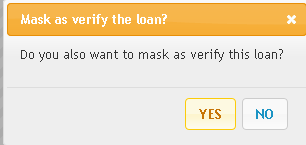 Mask as verify the loan?
Do you also want to mask as verify this loan?
YES NO